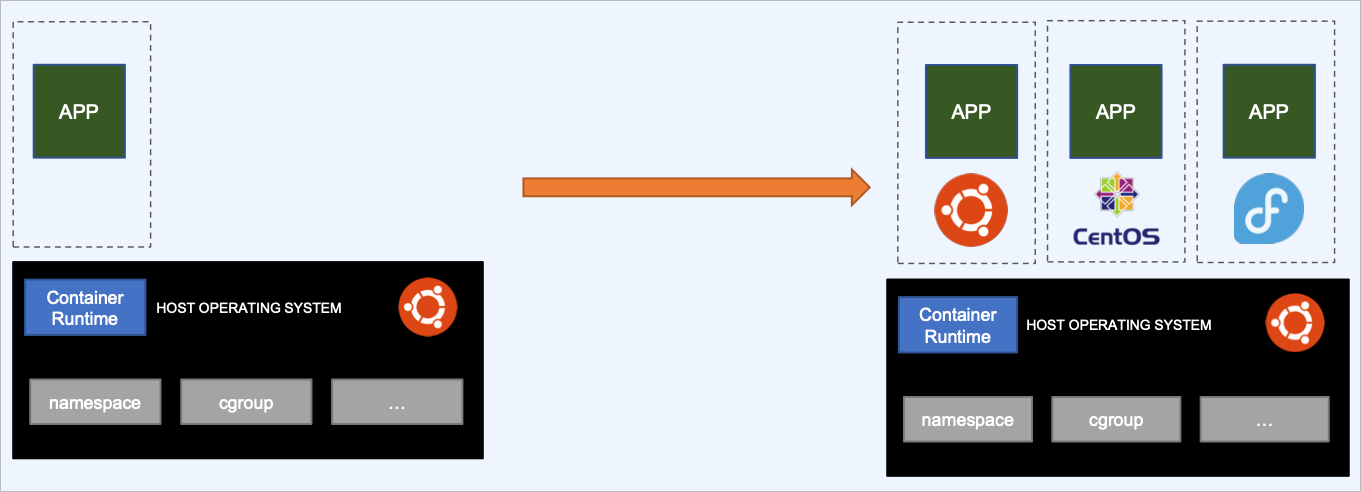 APP
Container
Runtime
HOST OPERATING SYSTEM
namespace
cgroup
...
APP
APP
APP
CentOS
Container
Runtime
HOST OPERATING SYSTEM
namespace
cgroup
...